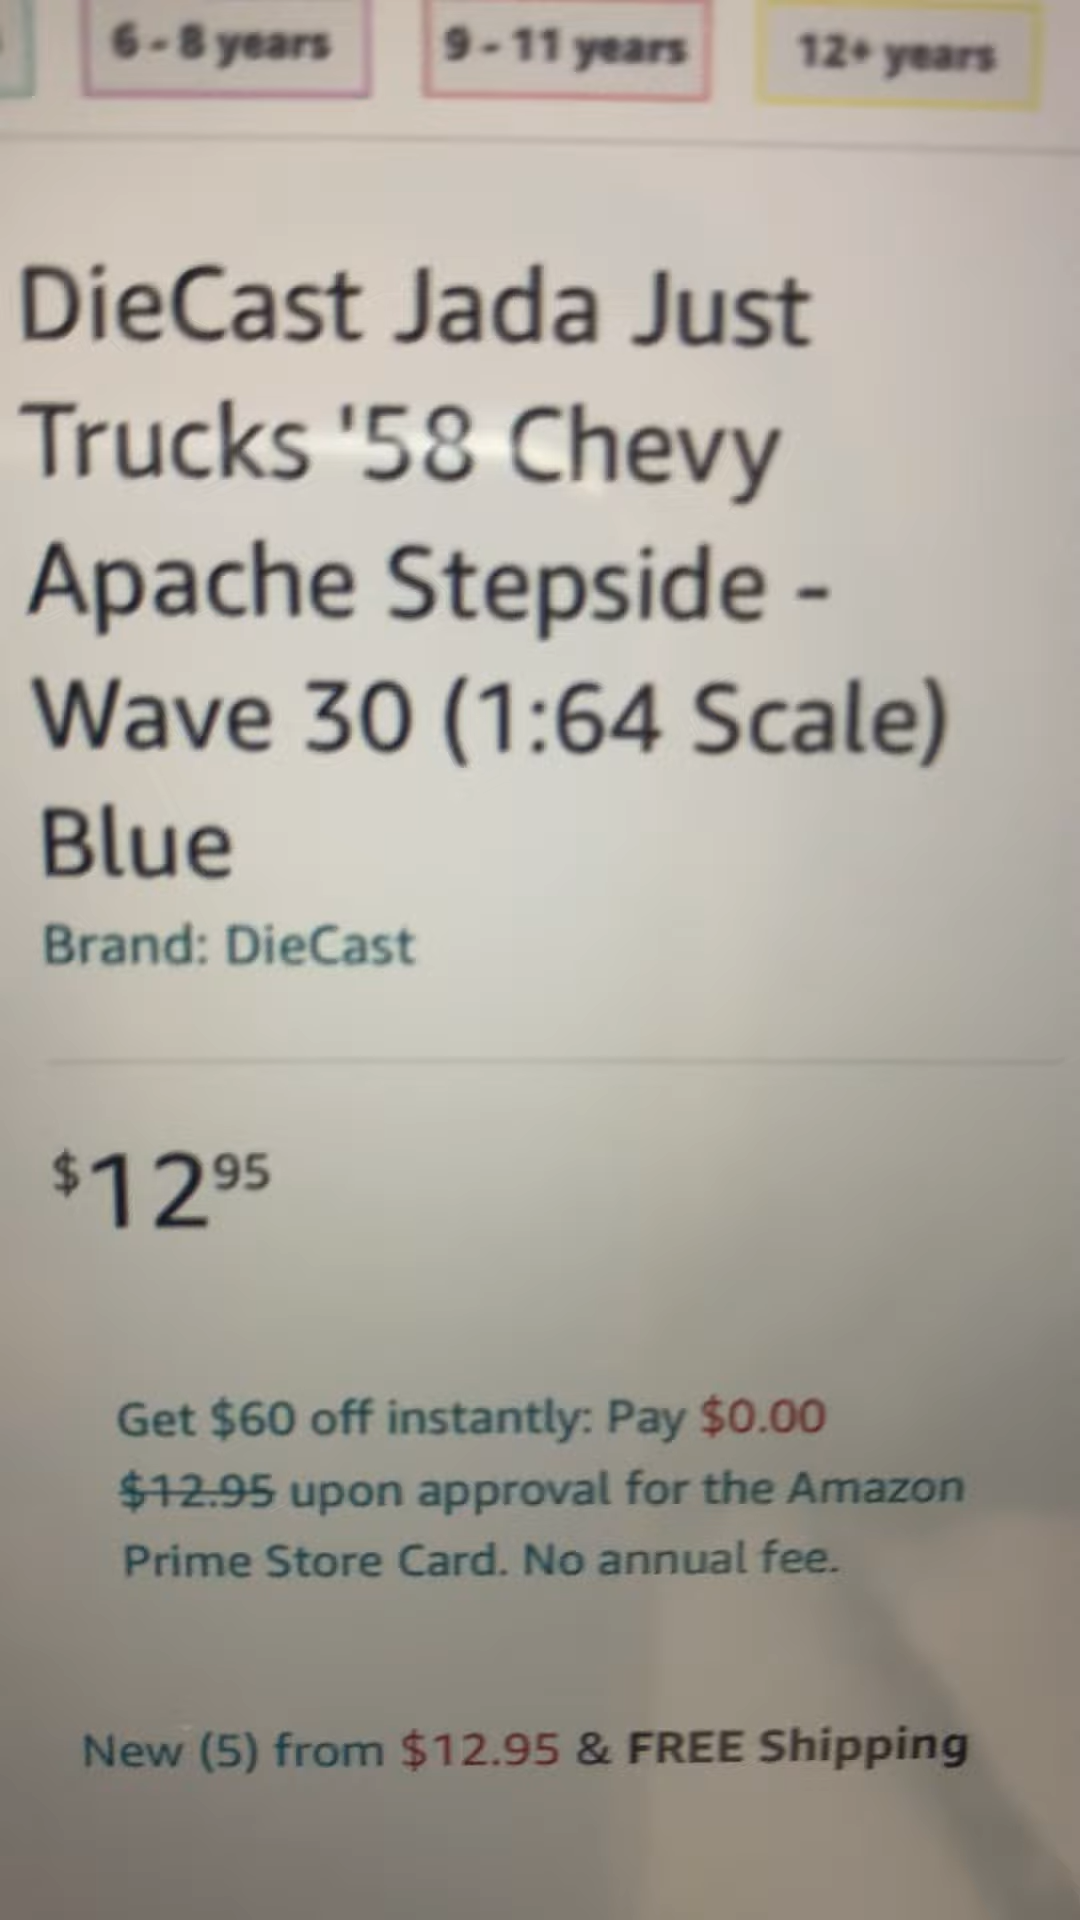 6 - 8 years
9 - 11 years
12+ years
DieCast Jada Just
Trucks '58 Chevy
Apache Stepside -
Wave 30 (1:64 Scale)
Blue
Brand: DieCast
$12 95
Get $60 off instantly: Pay $0.00
$12.95 upon approval for the Amazon
Prime Store Card. No annual fee.
New (5) from $12.95 & FREE Shipping